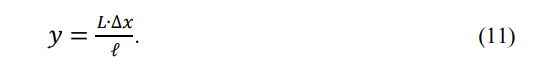 y = L·Δx / ℓ. (11)